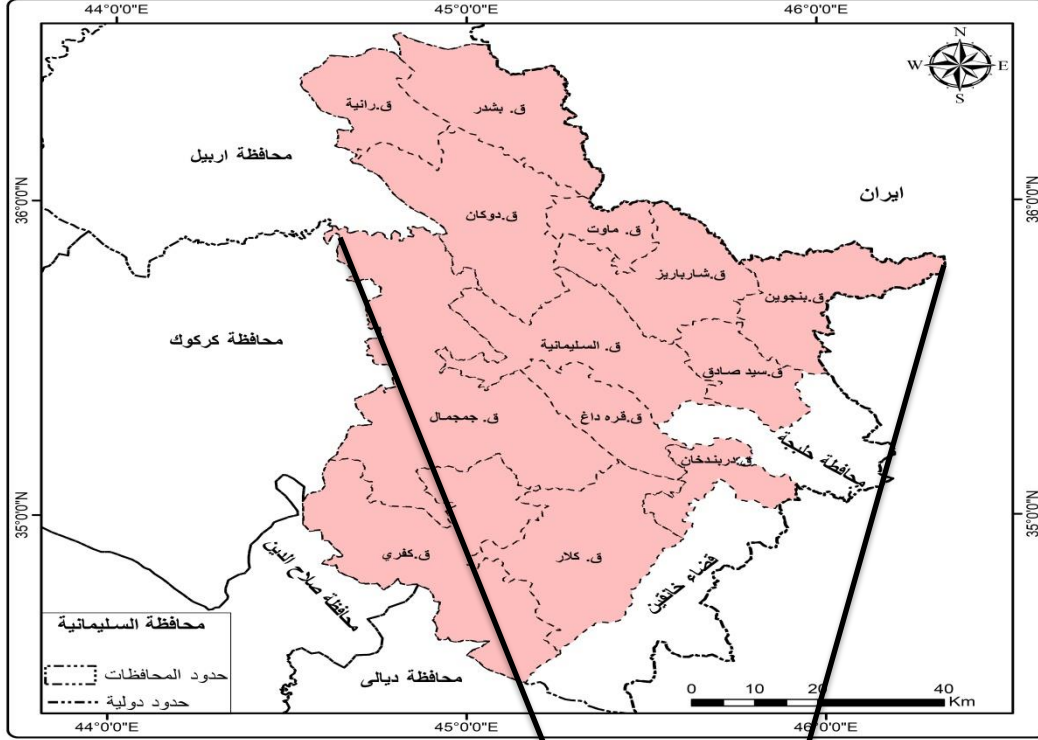 44°0'0"E
45°0'0"E
46°0'0"E
N
W
E
S
ق.رانية
ق. بشدر
محافظة اربيل
36°0'0"N
ايران
36°0'0"N
ق.دوكان
ق. ماوت
ق.شارباريز
ق.بنجوين
محافظة كركوك
ق. السليمانية
ق.سيد صادق
ق. جمجمال
ق.قره داغ
محافظة حلبجة
ق.دربندخان
35°0'0"N
35°0'0"N
ق.كفري
ق. كلار
قضاء خانقين
محافظة صلاح الدين
محافظة ديالى
محافظة السليمانية
حدود المحافظات
حدود دولية
0 5 10 20 40
Km
44°0'0"E
45°0'0"E
46°0'0"E